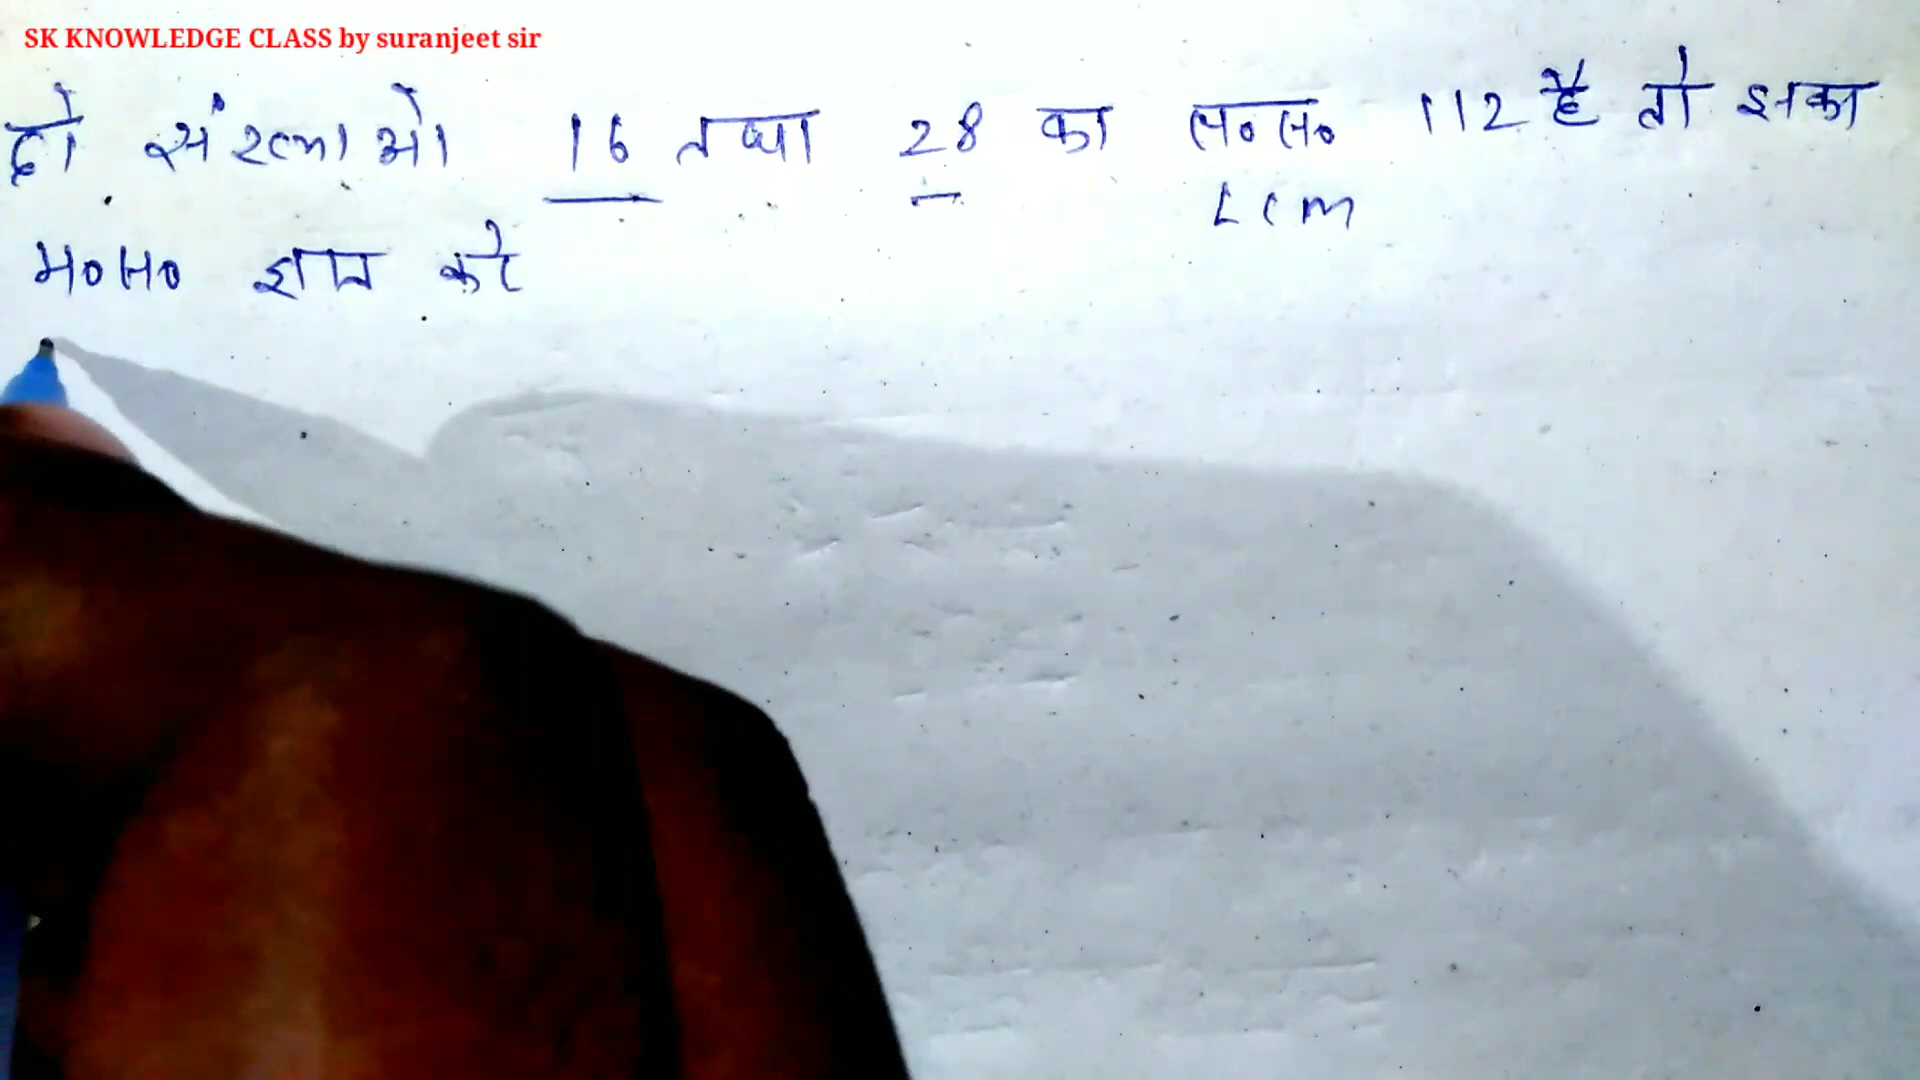 SK KNOWLEDGE CLASS by suranjeet sir
दो संख्याओ 16 तथा 28 का ल०स० 112 है तो इनका
LCM
म०स० ज्ञात करे